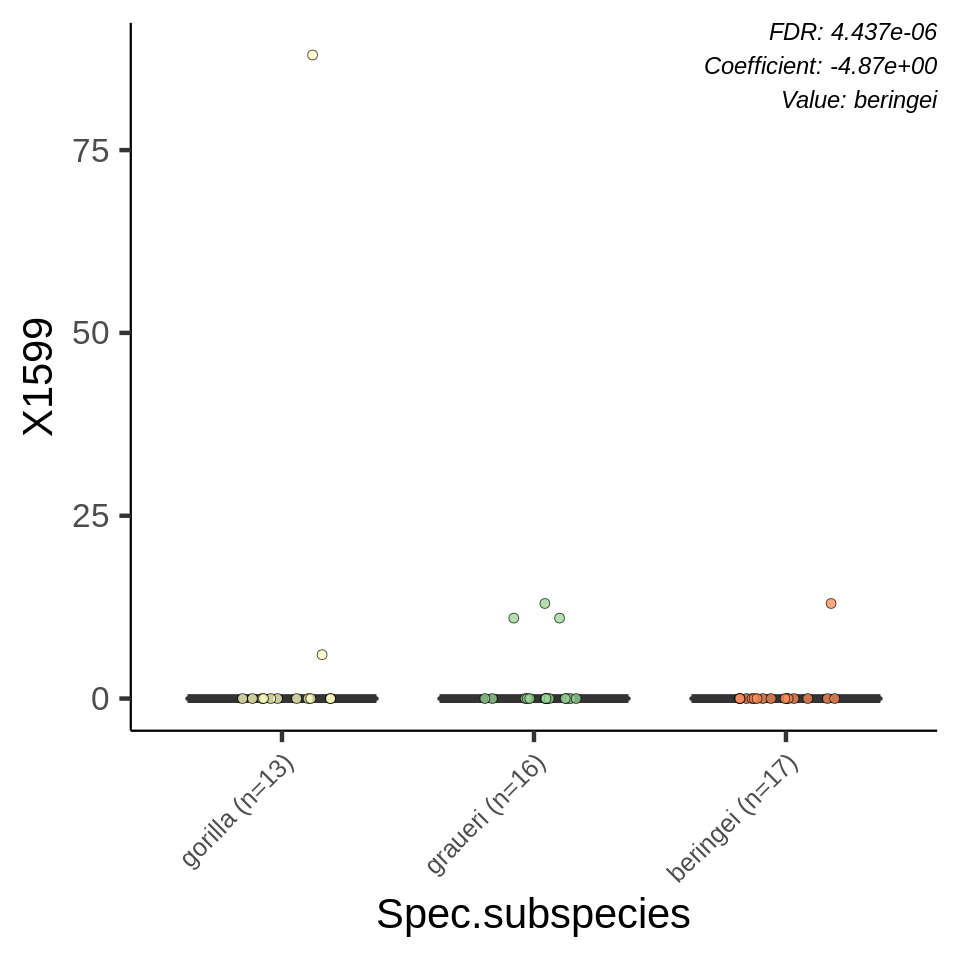 FDR: 4.437e-06
Coefficient: -4.87e+00
Value: beringei
75
50
25
0
X1599
gorilla (n=13)
graueri (n=16)
beringei (n=17)
Spec.subspecies